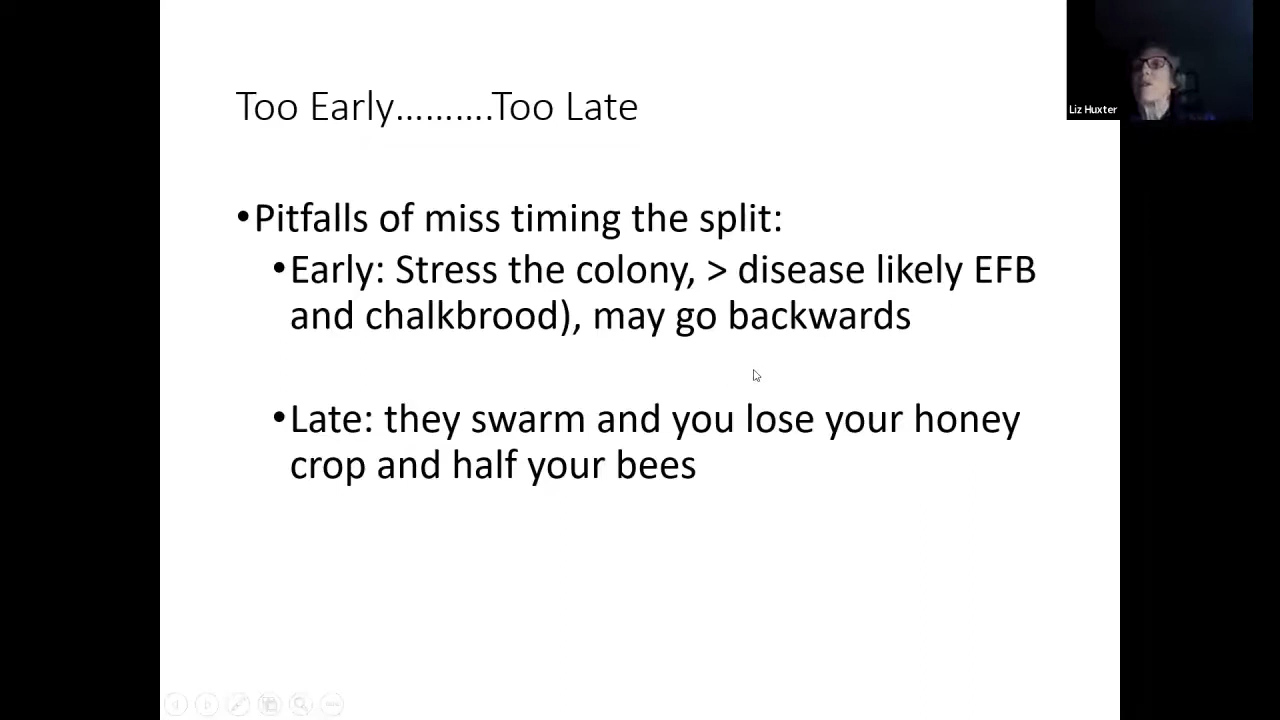 Too Early……….Too Late
Liz Huxter
•Pitfalls of miss timing the split:
•Early: Stress the colony, > disease likely EFB
and chalkbrood), may go backwards
•Late: they swarm and you lose your honey
crop and half your bees